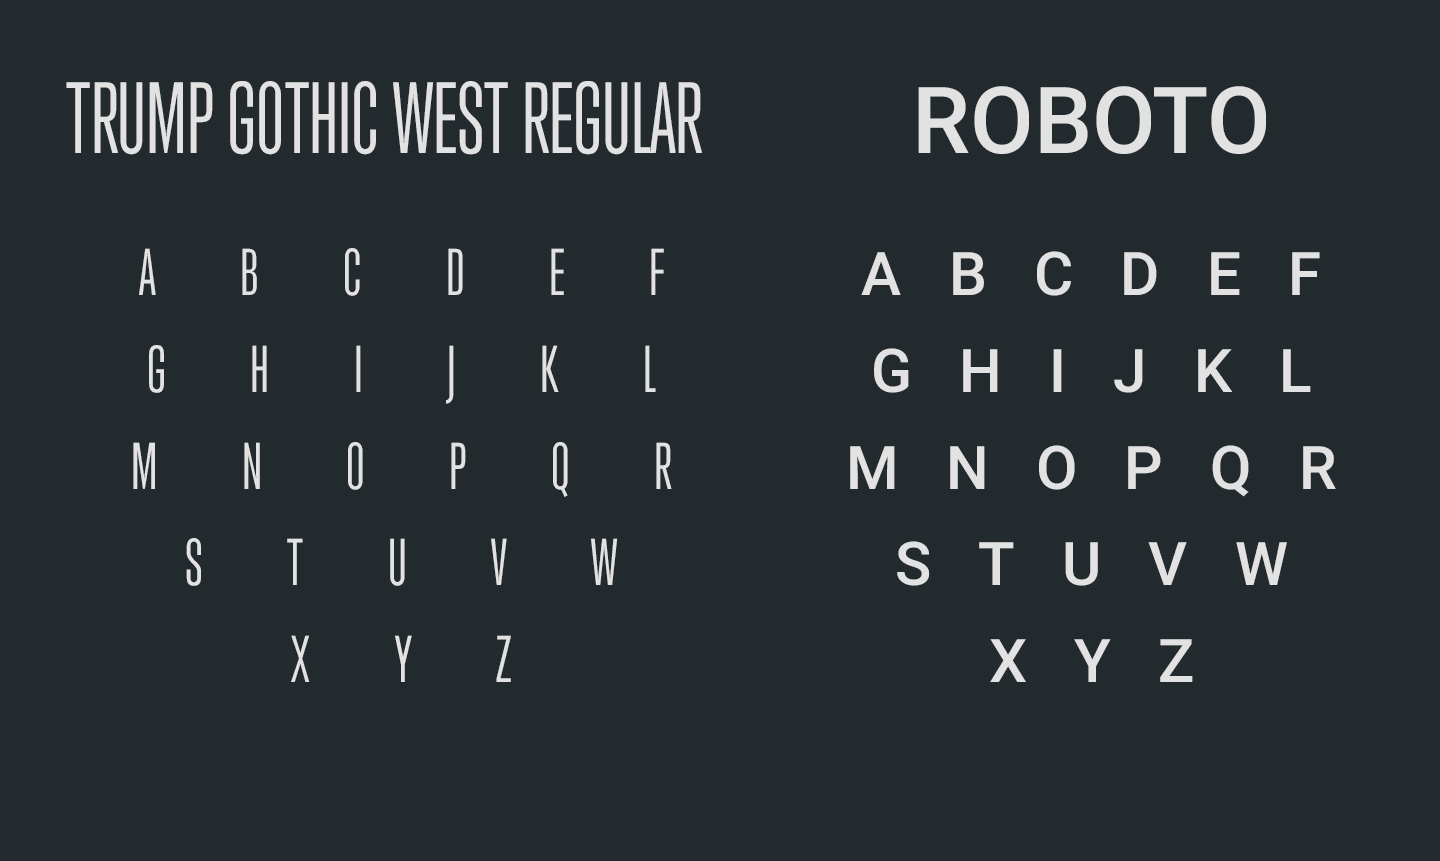 TRUMP GOTHIC WEST REGULAR
A B C D E F
G H I J K L
M N O P Q R
S T U V W
X Y Z
ROBOTO
A B C D E F
G H I J K L
M N O P Q R
S T U V W
X Y Z